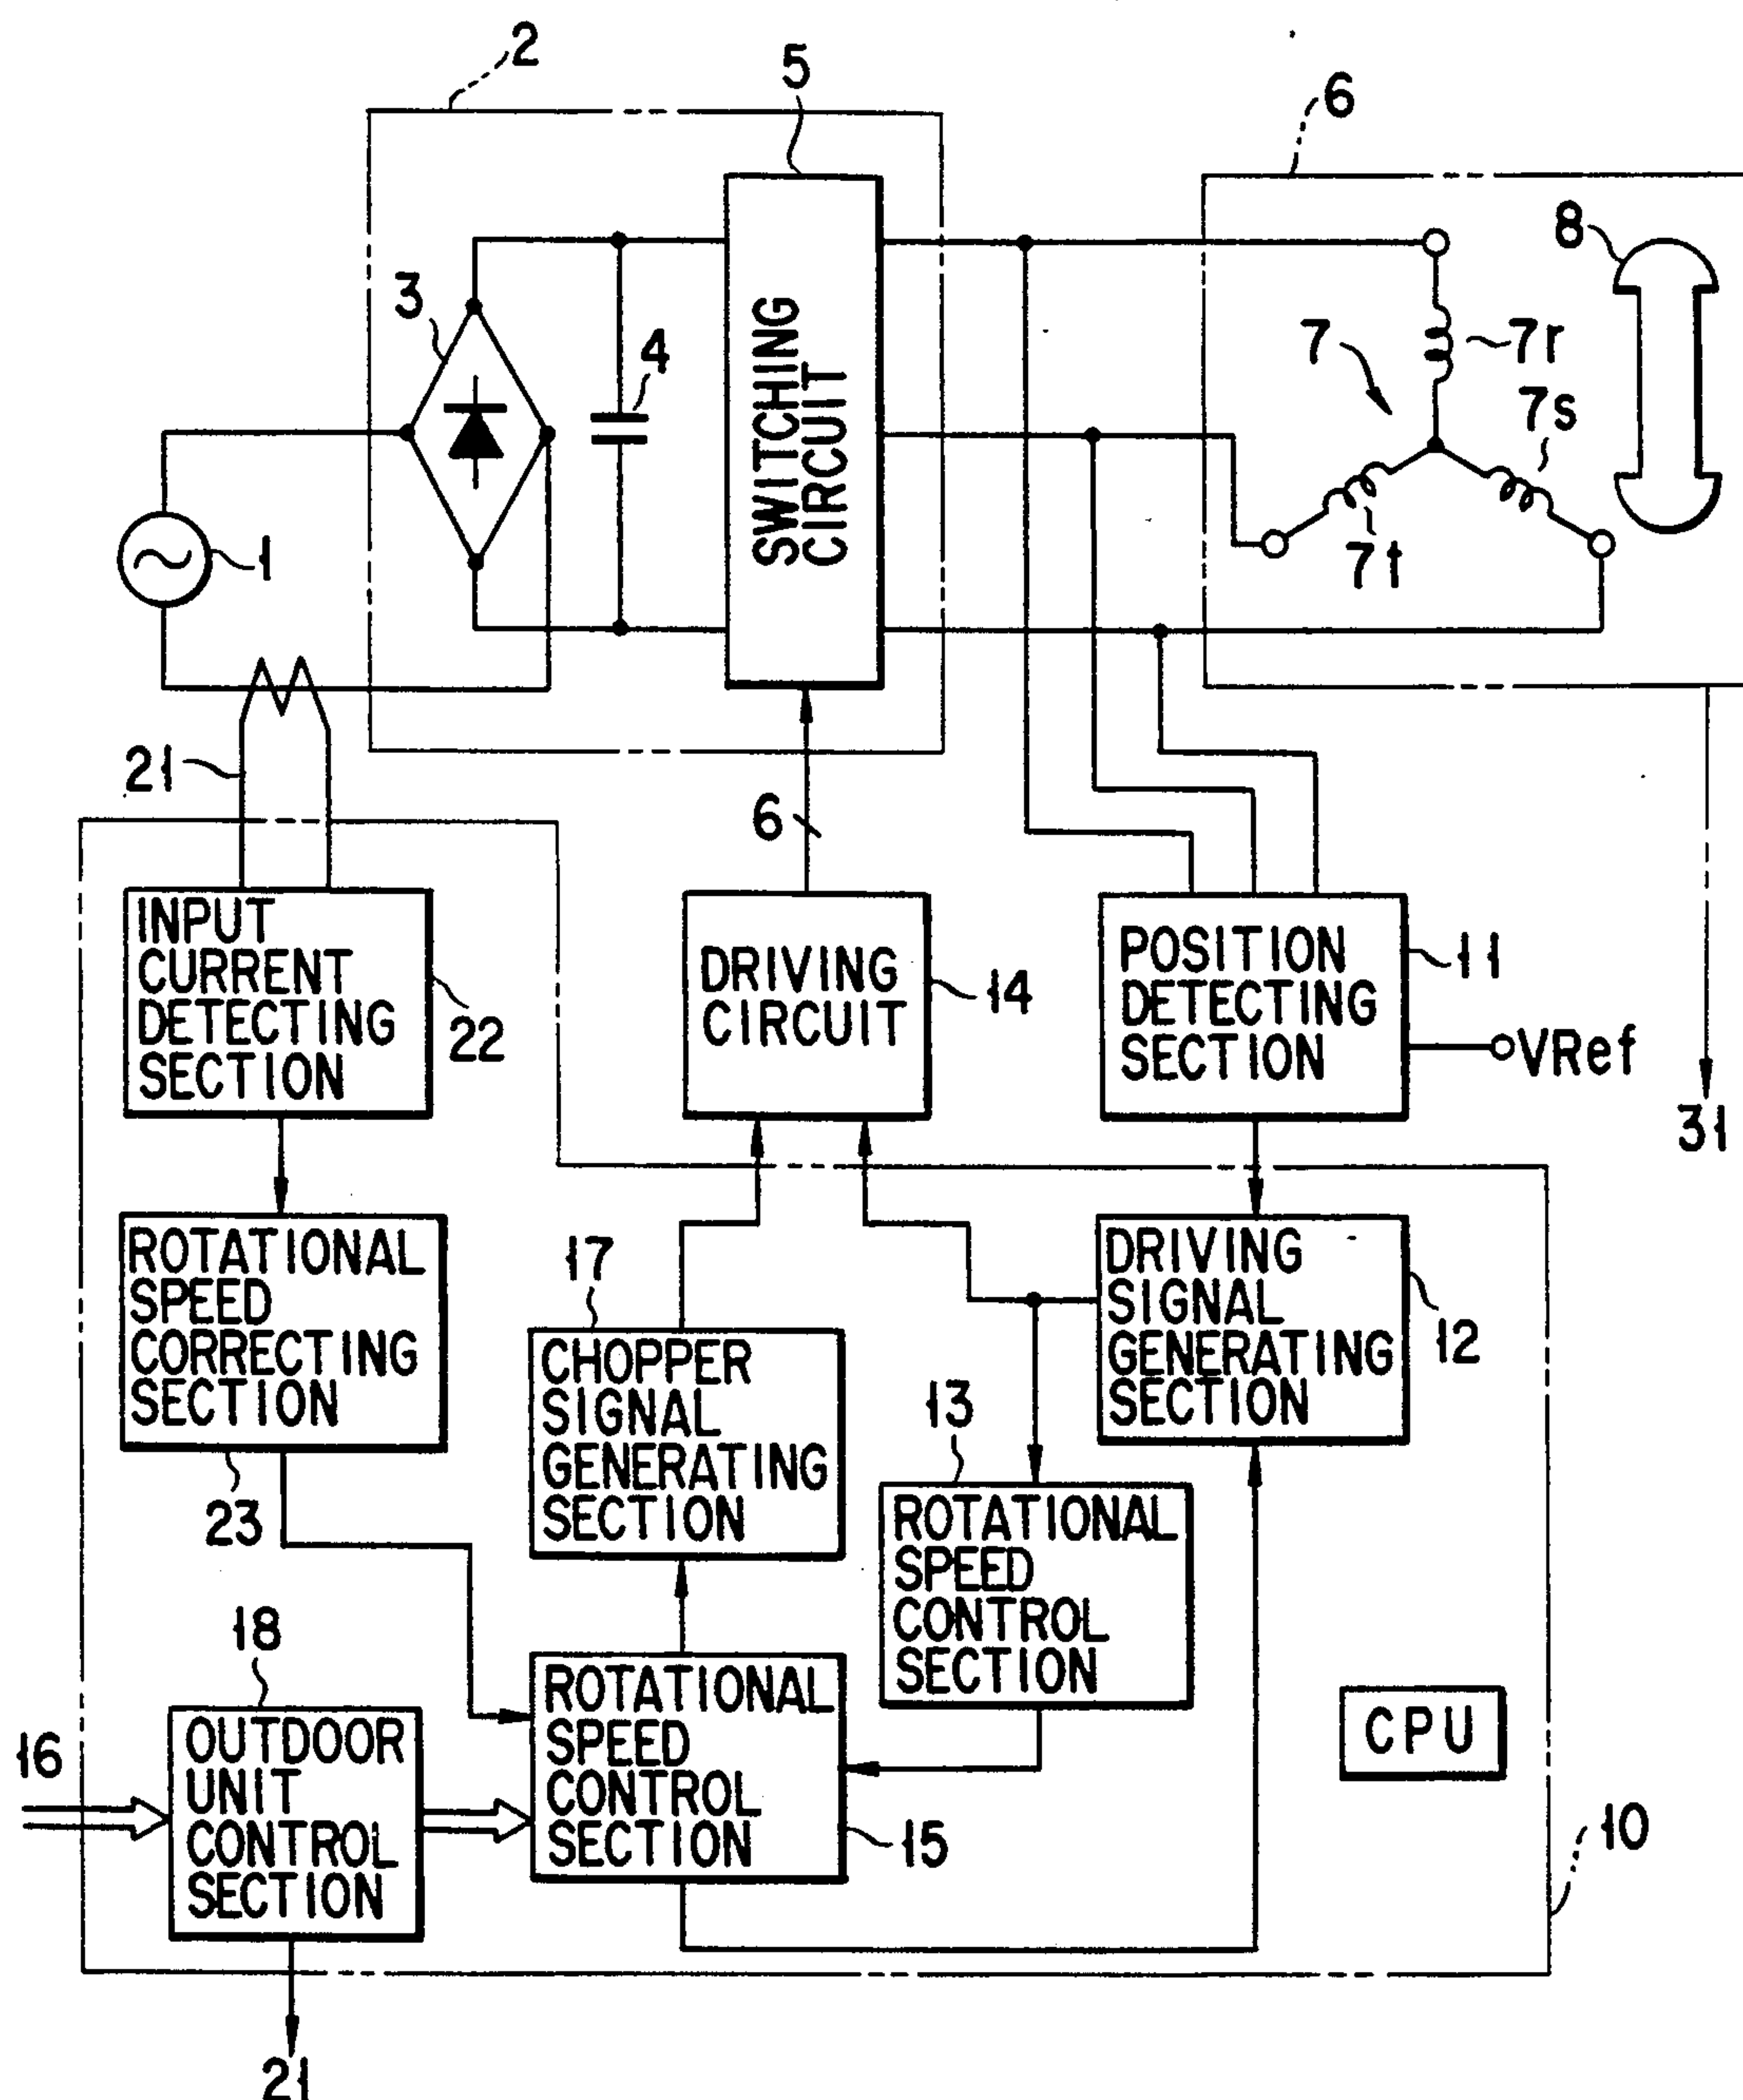 2
5
6
8
3
4
SWITCHING
CIRCUIT
7
7r
7s
7t
1
21
6
INPUT
CURRENT
DETECTING
SECTION
22
DRIVING
CIRCUIT
14
POSITION
DETECTING
SECTION
11
VRef
31
ROTATIONAL
SPEED
CORRECTING
SECTION
23
17
CHOPPER
SIGNAL
GENERATING
SECTION
DRIVING
SIGNAL
GENERATING
SECTION
12
13
ROTATIONAL
SPEED
CONTROL
SECTION
18
16
OUTDOOR
UNIT
CONTROL
SECTION
ROTATIONAL
SPEED
CONTROL
SECTION
15
CPU
10
21